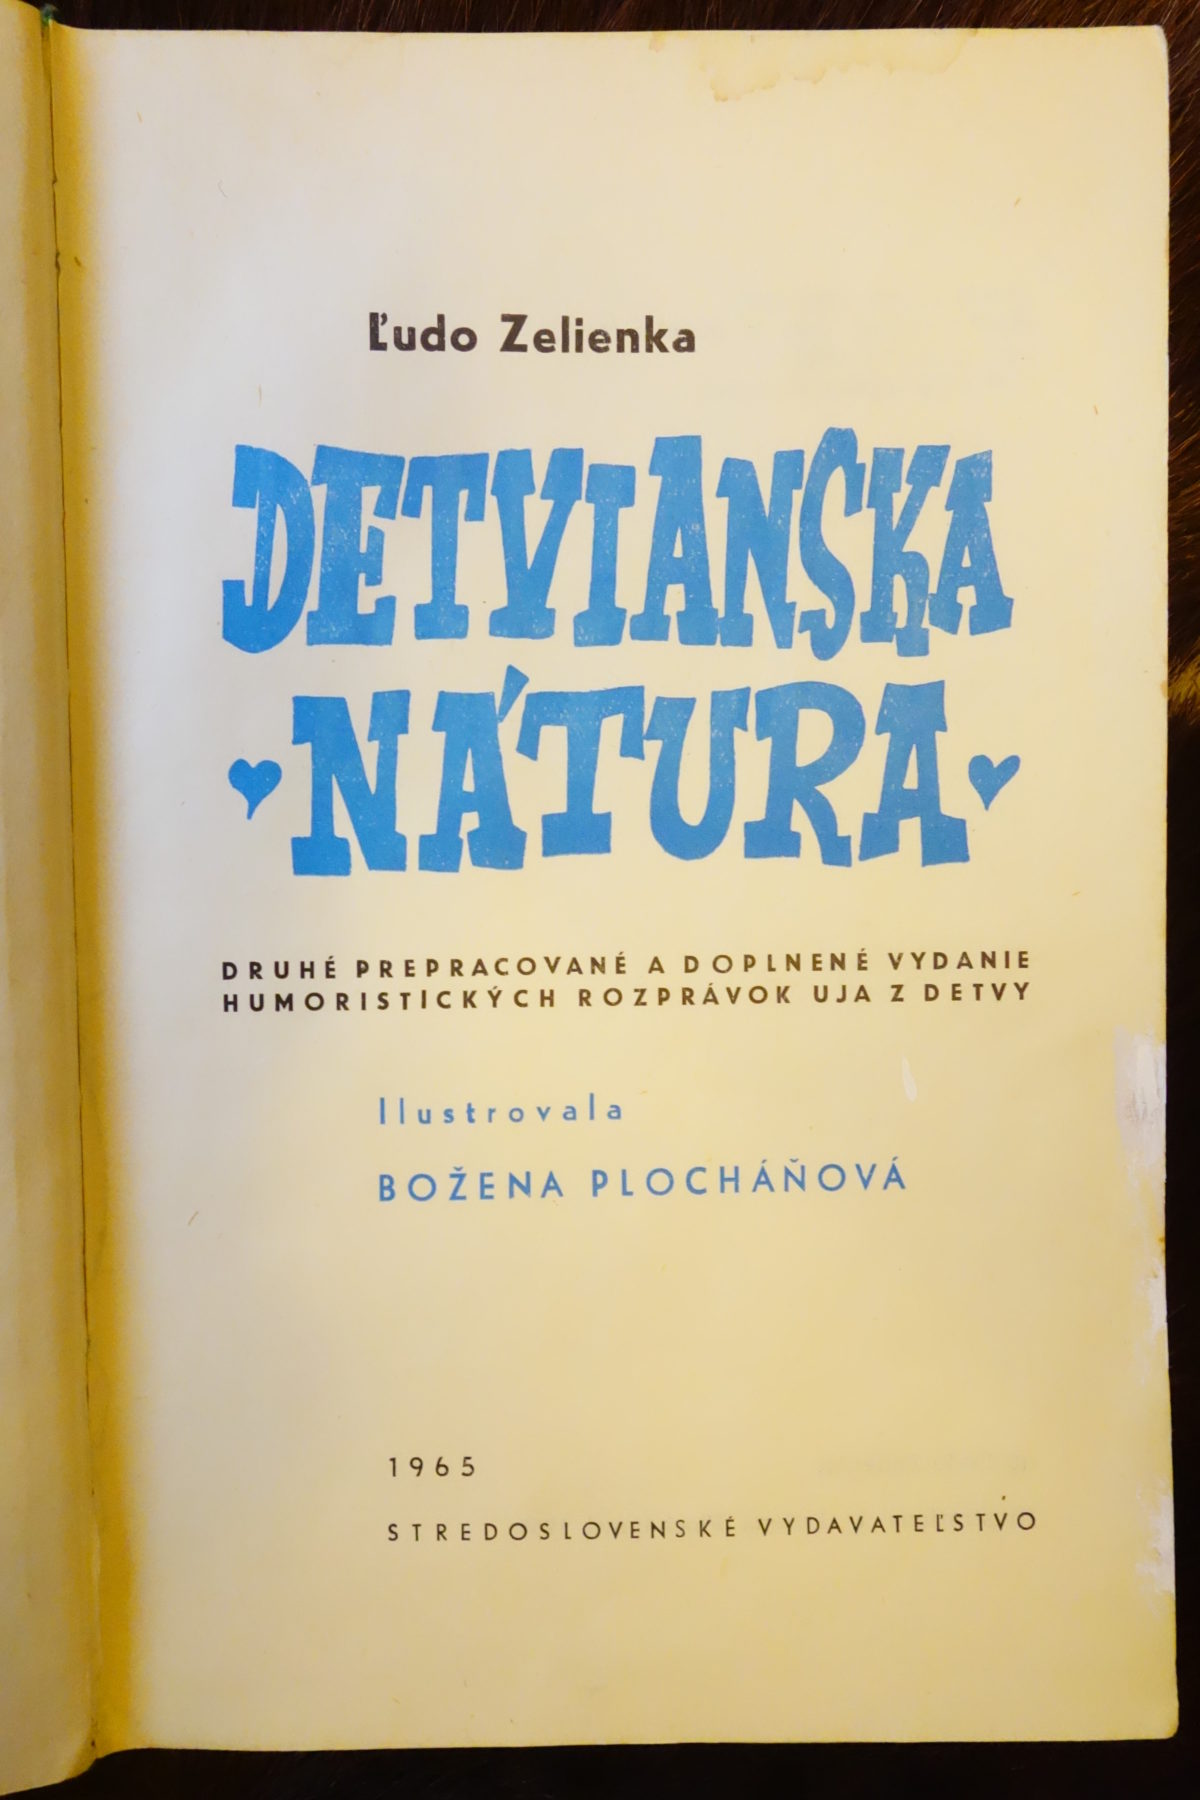 Ľudo Zelienka
DETVIANSKA
NÁTURA
DRUHÉ PREPRACOVANÉ A DOPLNENÉ VYDANIE
HUMORISTICKÝCH ROZPRÁVOK UJA Z DETVY
Ilustrovala
BOŽENA PLOCHÁŇOVÁ
1965
STREDOSLOVENSKÉ VYDAVATEĽSTVO